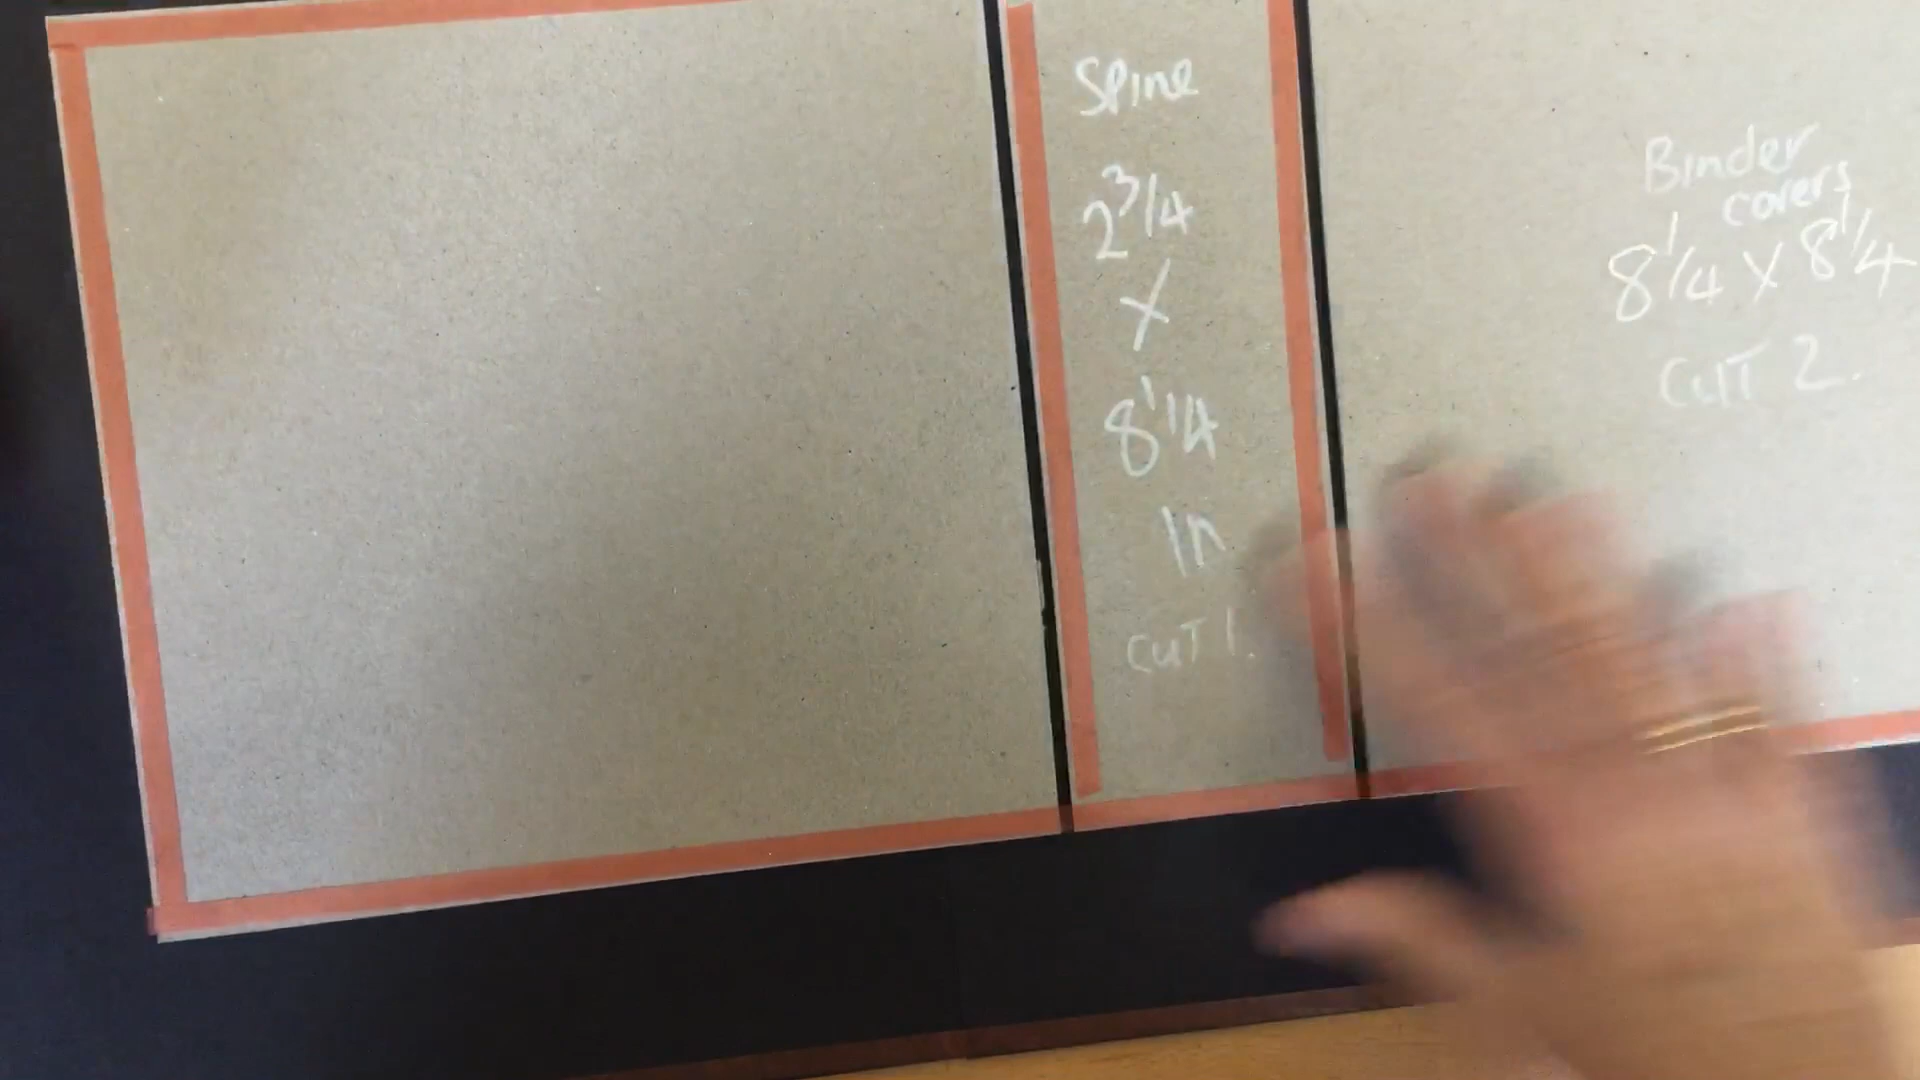 Spine
2 3/4
X
8 1/4
In
CUT 1.
Binder
covers
8 1/4 X 8 1/4
CUT 2.